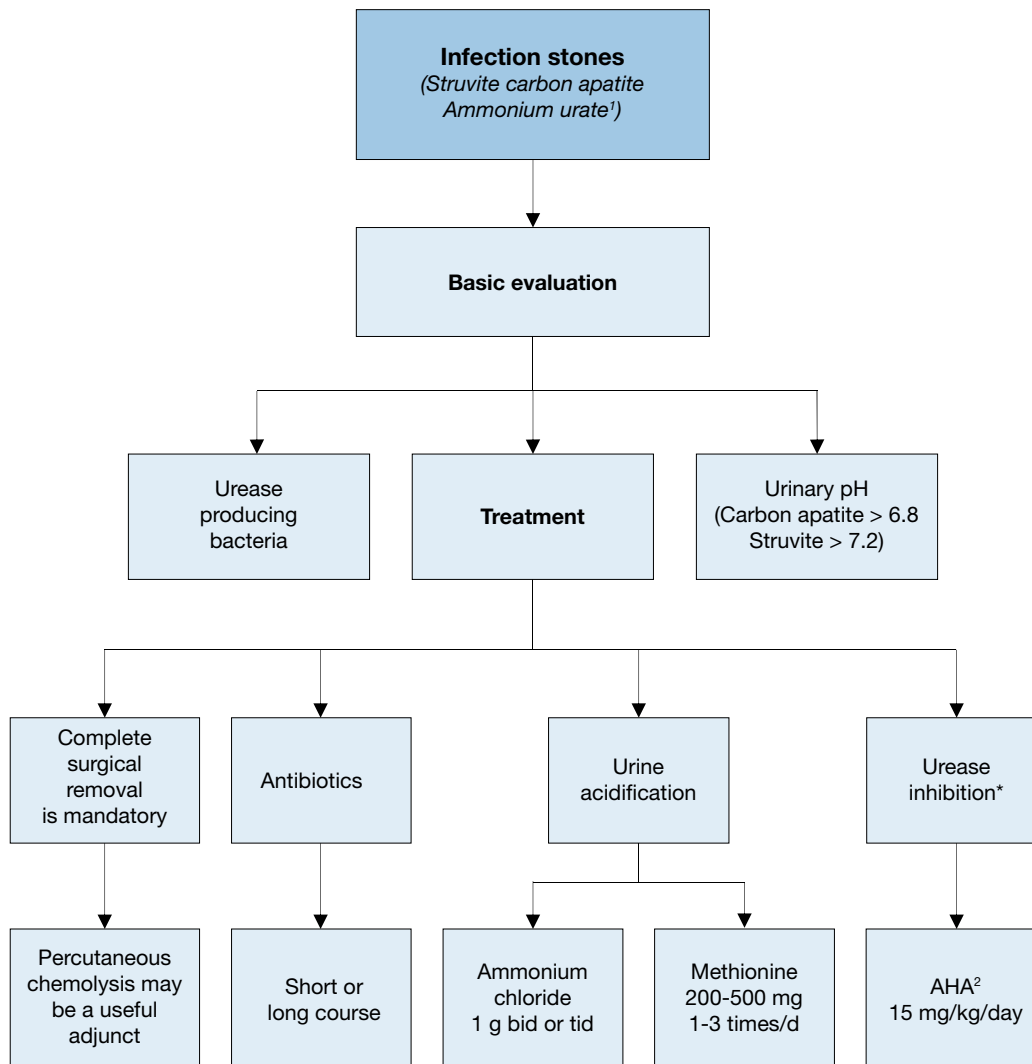 Infection stones
(Struvite carbon apatite
Ammonium urate¹)
Basic evaluation
Urease
producing
bacteria
Treatment
Urinary pH
(Carbon apatite > 6.8
Struvite > 7.2)
Complete
surgical
removal
is mandatory
Antibiotics
Urine
acidification
Urease
inhibition*
Percutaneous
chemolysis may
be a useful
adjunct
Short or
long course
Ammonium
chloride
1 g bid or tid
Methionine
200-500 mg
1-3 times/d
AHA²
15 mg/kg/day